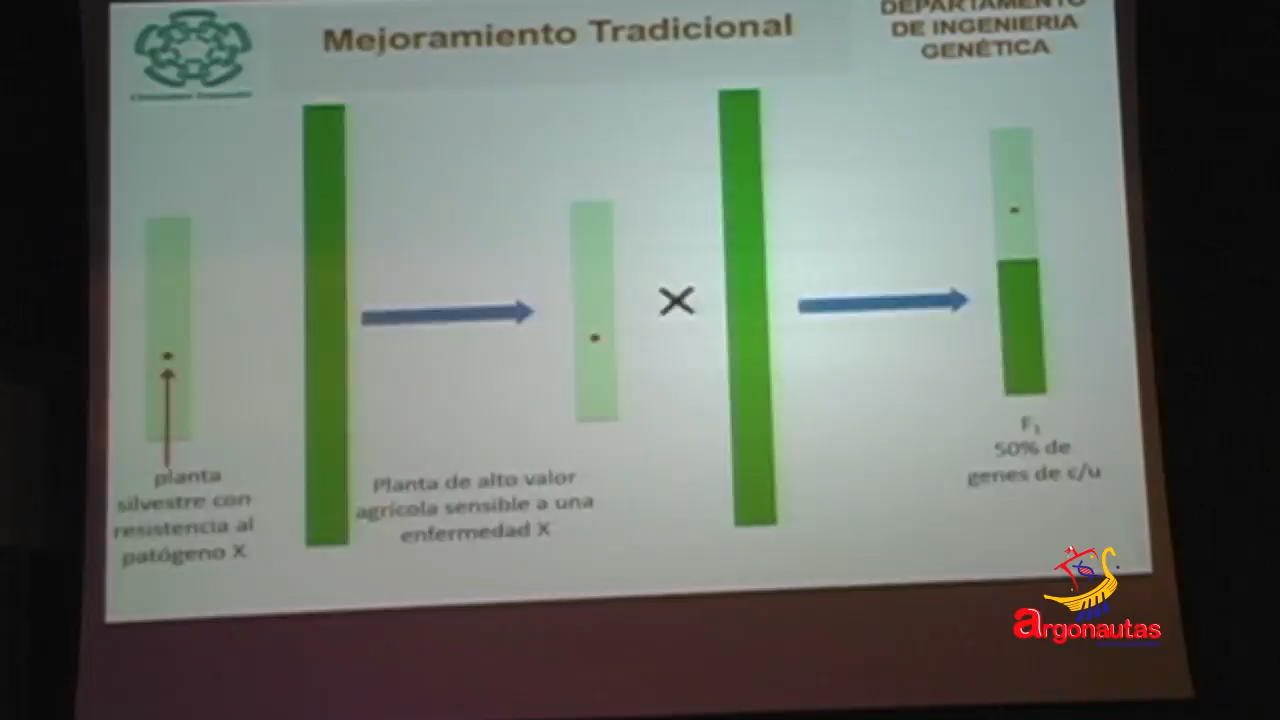 Mejoramiento Tradicional
DEPARTAMENTO
DE INGENIERIA
GENÉTICA
planta
silvestre con
resistencia al
patógeno X
Planta de alto valor
agrícola sensible a una
enfermedad X
X
F1
50% de
genes de c/u
argonautas